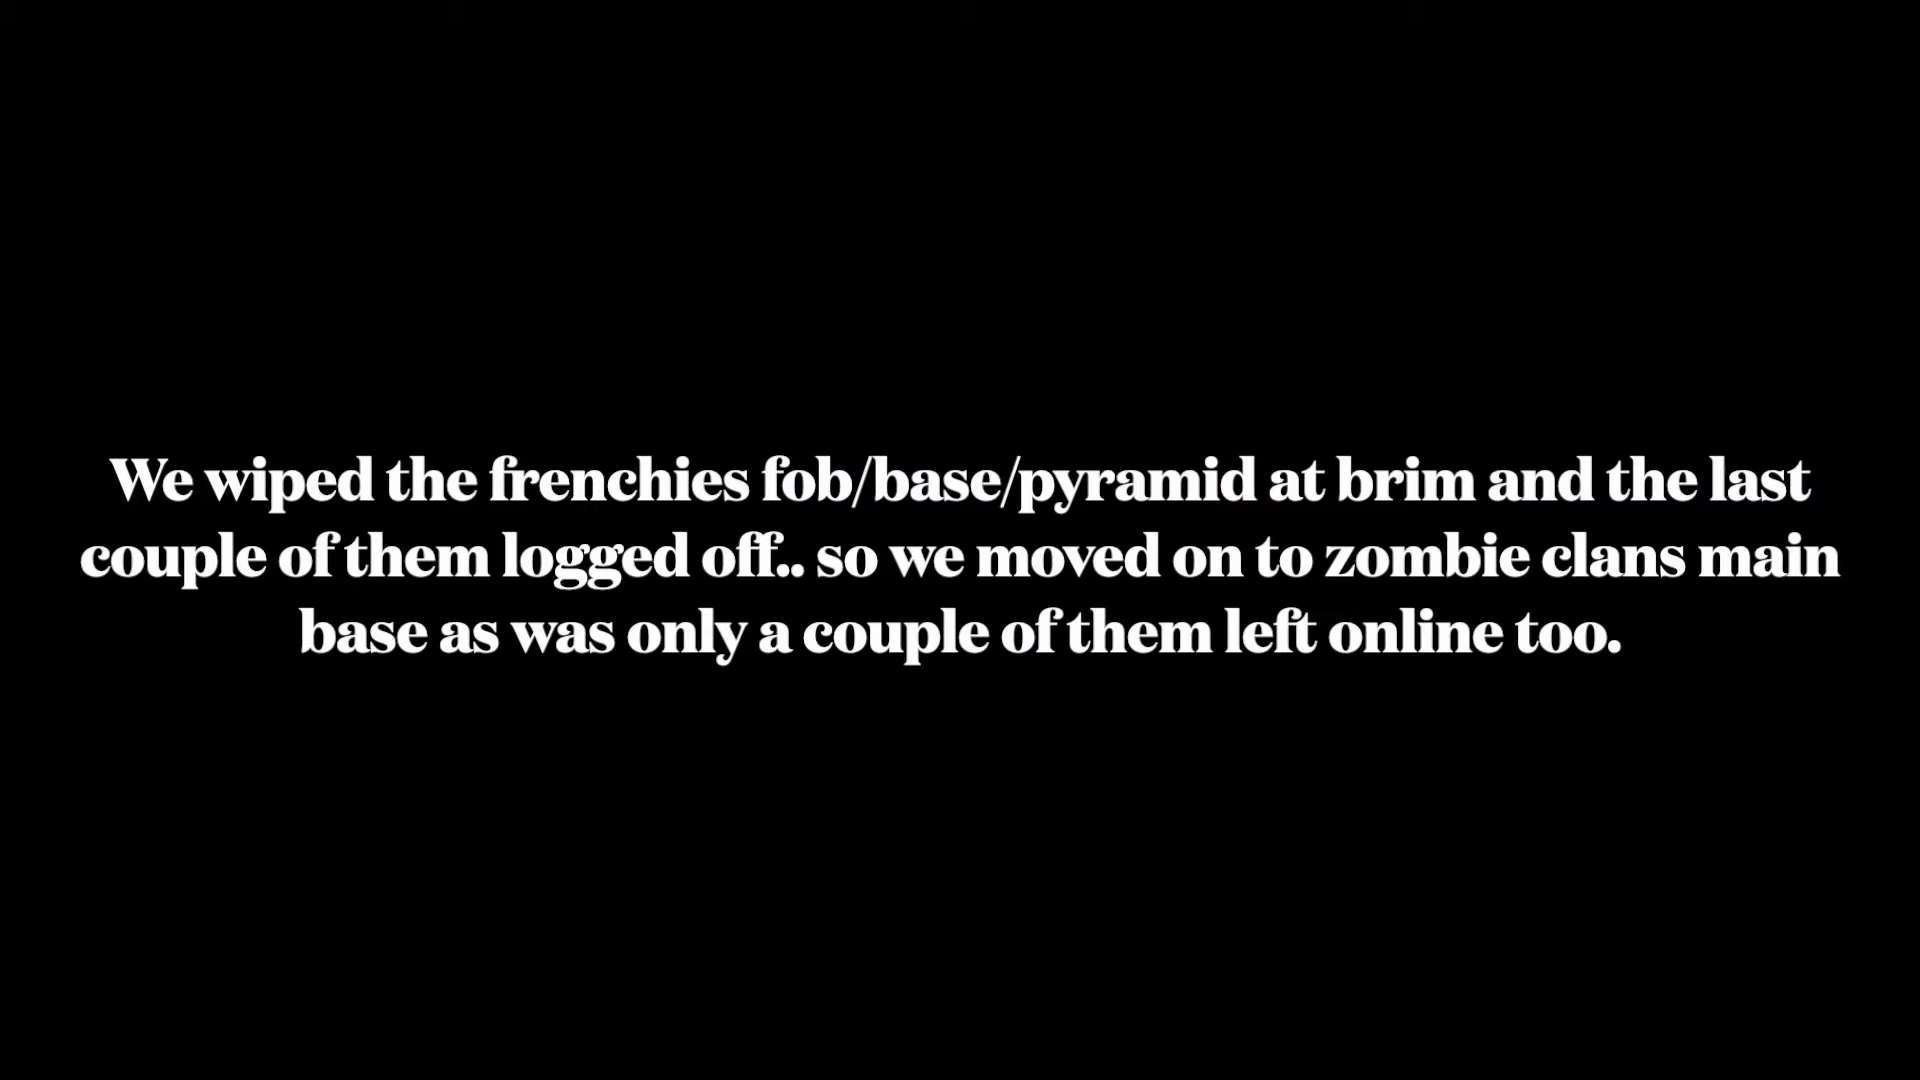 We wiped the frenchies fob/base/pyramid at brim and the last
couple of them logged off.. so we moved on to zombie clans main
base as was only a couple of them left online too.